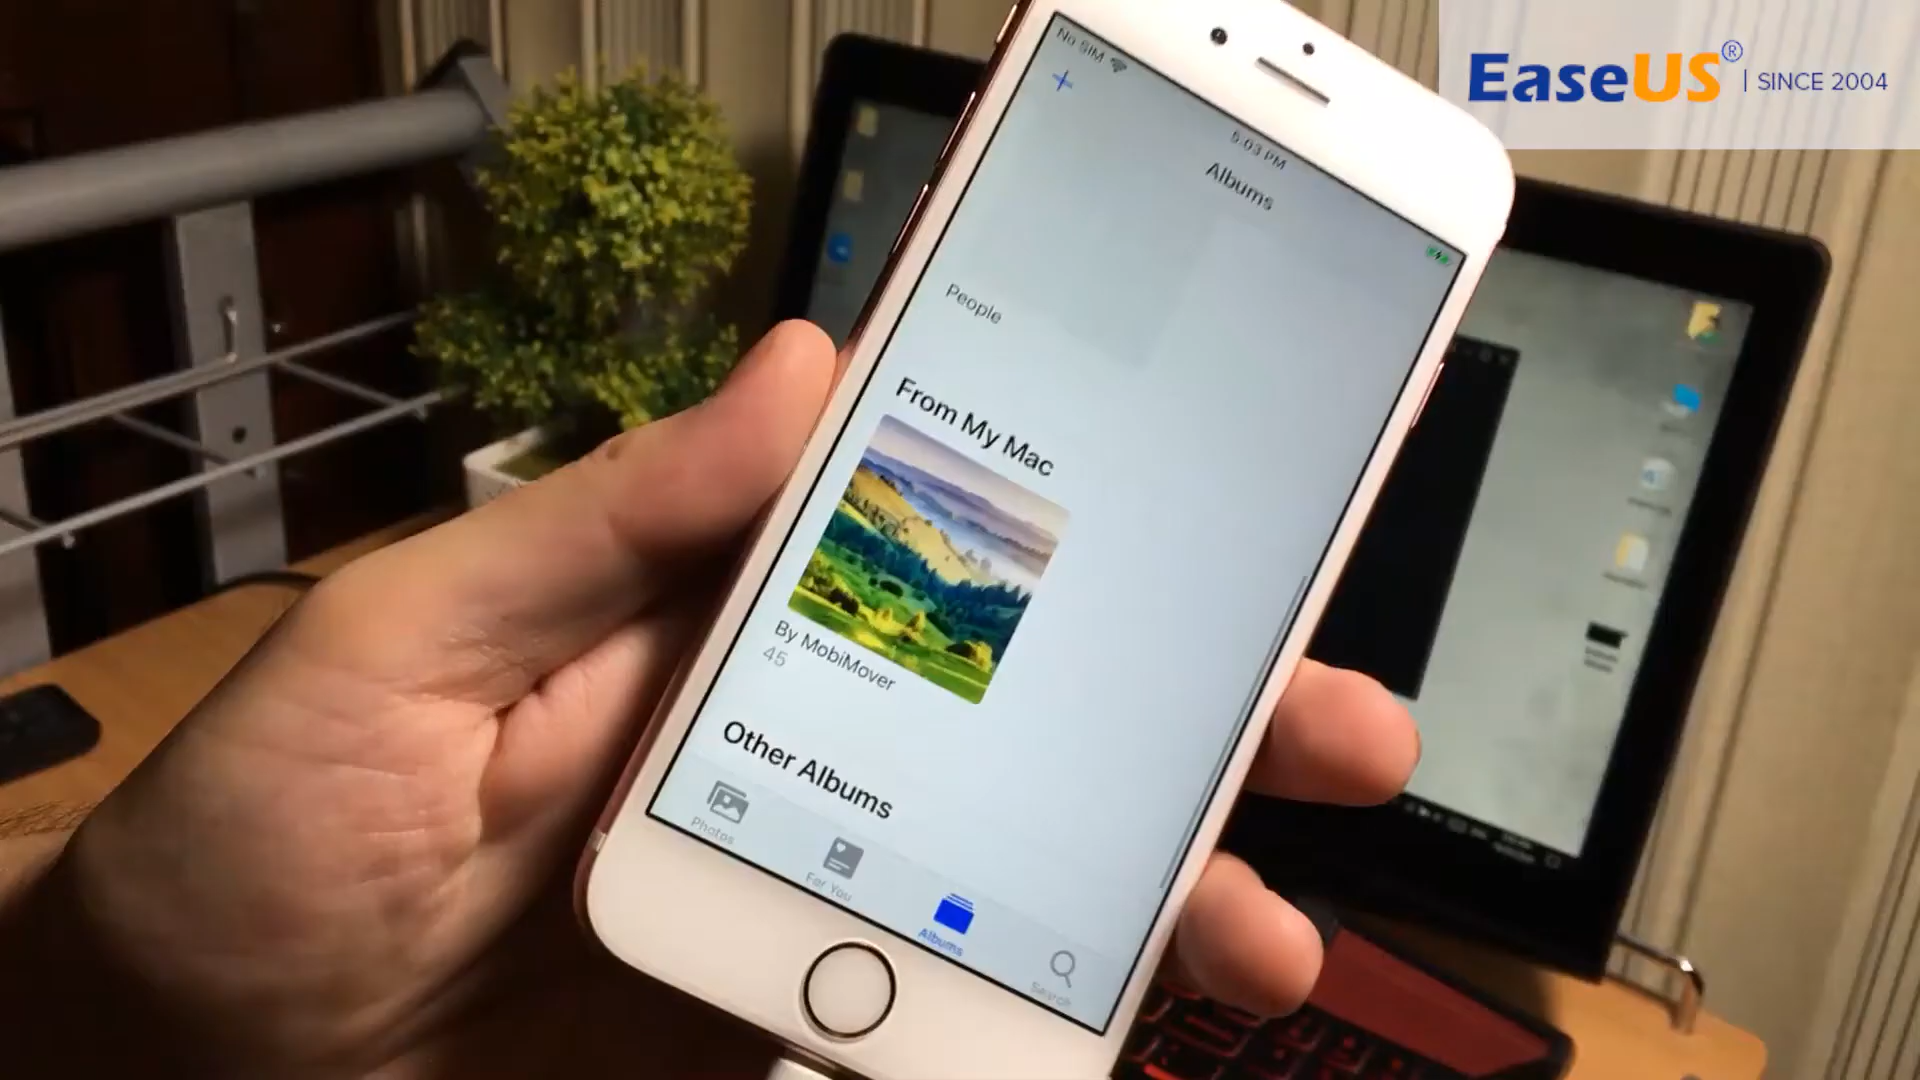 EaseUS® | SINCE 2004
No SIM
5:03 PM
Albums
People
From My Mac
By MobiMover
45
Other Albums
Photos
For You
Albums
Search